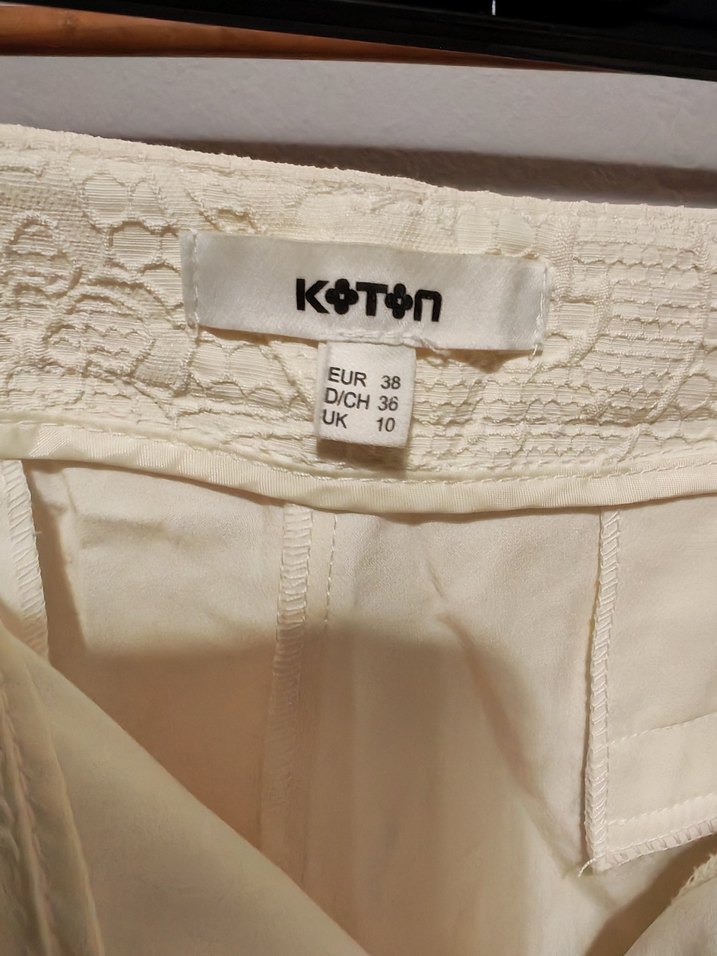 KOTON
EUR 38
D/CH 36
UK 10